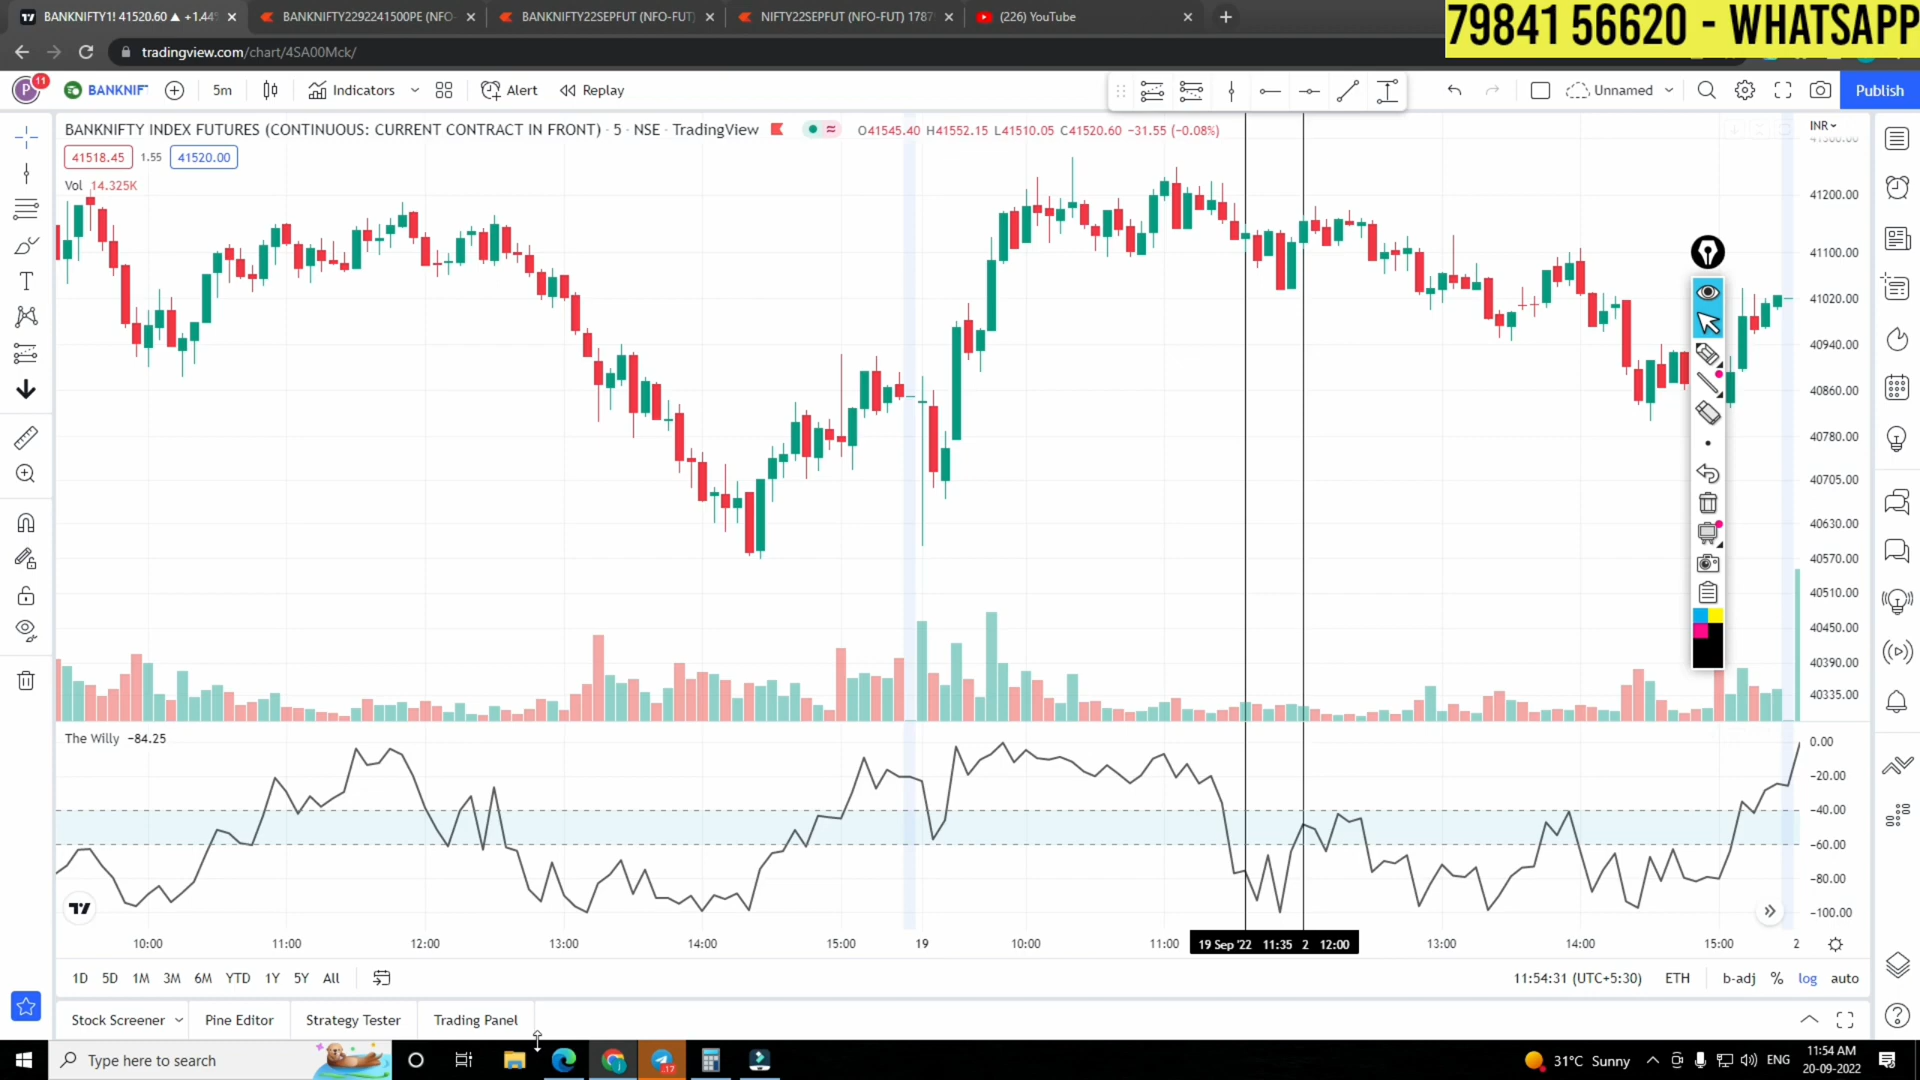 BANKNIFTY1! 41520.60 ▲ +1.44%
BANKNIFTY2292241500PE (NFO-
BANKNIFTY22SEPFUT (NFO-FUT)
NIFTY22SEPFUT (NFO-FUT) 1787
(226) YouTube
79841 56620 - WHATSAPP
tradingview.com/chart/4SA00Mck/
P
11
BANKNIF
5m
Indicators
Alert
Replay
Unnamed
Publish
BANKNIFTY INDEX FUTURES (CONTINUOUS: CURRENT CONTRACT IN FRONT) · 5 · NSE · TradingView
O41545.40 H41552.15 L41510.05 C41520.60 −31.55 (−0.08%)
INR
41518.45
1.55
41520.00
Vol 14.325K
41300.00
41200.00
41100.00
41020.00
40940.00
40860.00
40780.00
40705.00
40630.00
40570.00
40510.00
40450.00
40390.00
40335.00
The Willy −84.25
0.00
−20.00
−40.00
−60.00
−80.00
−100.00
10:00
11:00
12:00
13:00
14:00
15:00
19
10:00
11:00
19 Sep '22 11:35
2 12:00
13:00
14:00
15:00
2
1D 5D 1M 3M 6M YTD 1Y 5Y All
11:54:31 (UTC+5:30)
ETH
b-adj % log auto
Stock Screener
Pine Editor
Strategy Tester
Trading Panel
Type here to search
17
31°C Sunny
ENG
11:54 AM
20-09-2022